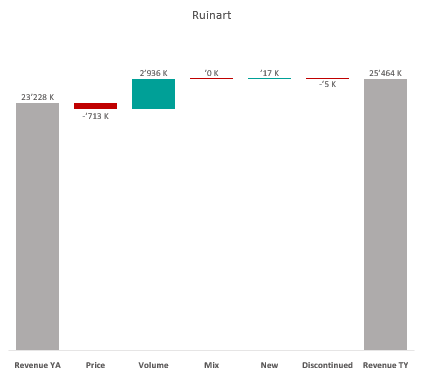 Ruinart
2’936 K
’0 K
’17 K
25’464 K
-’5 K
23’228 K
-’713 K
Revenue YA
Price
Volume
Mix
New
Discontinued
Revenue TY